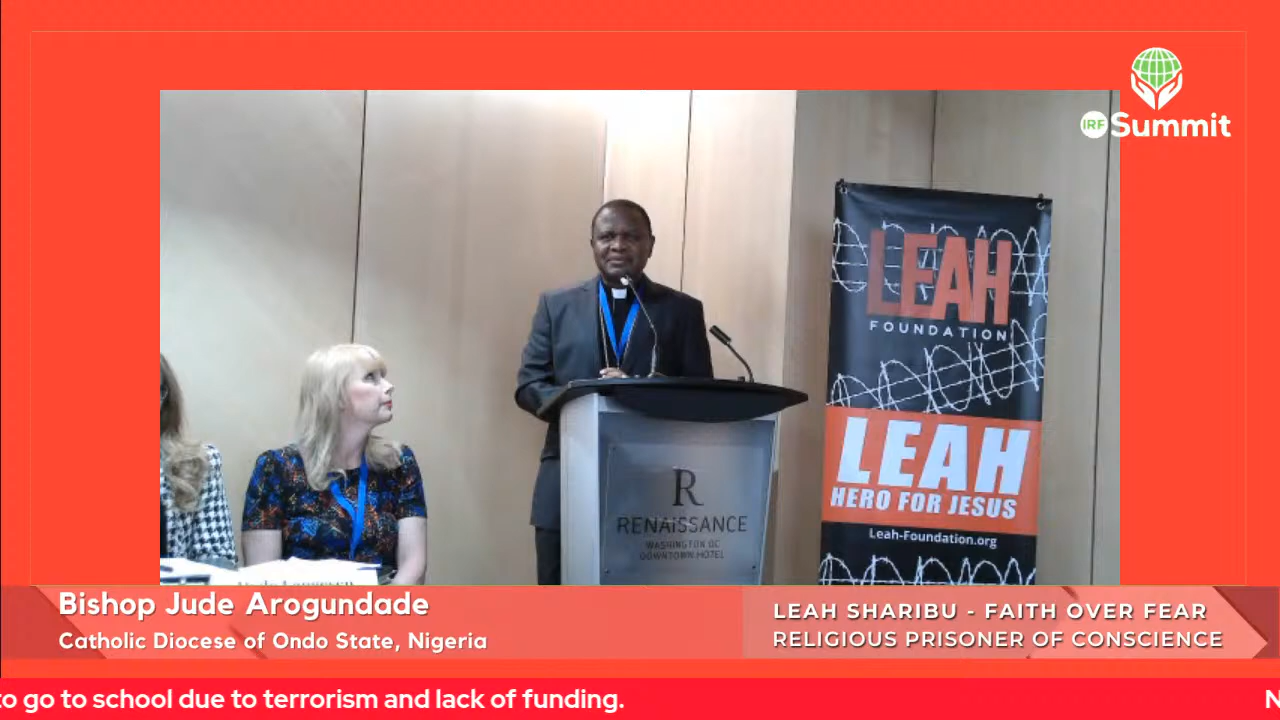 IRF Summit
LEAH
FOUNDATION
LEAH
HERO FOR JESUS
Leah-Foundation.org
R
RENAISSANCE
WASHINGTON DC
DOWNTOWN HOTEL
Bishop Jude Arogundade
Catholic Diocese of Ondo State, Nigeria
LEAH SHARIBU - FAITH OVER FEAR
RELIGIOUS PRISONER OF CONSCIENCE
to go to school due to terrorism and lack of funding.
N